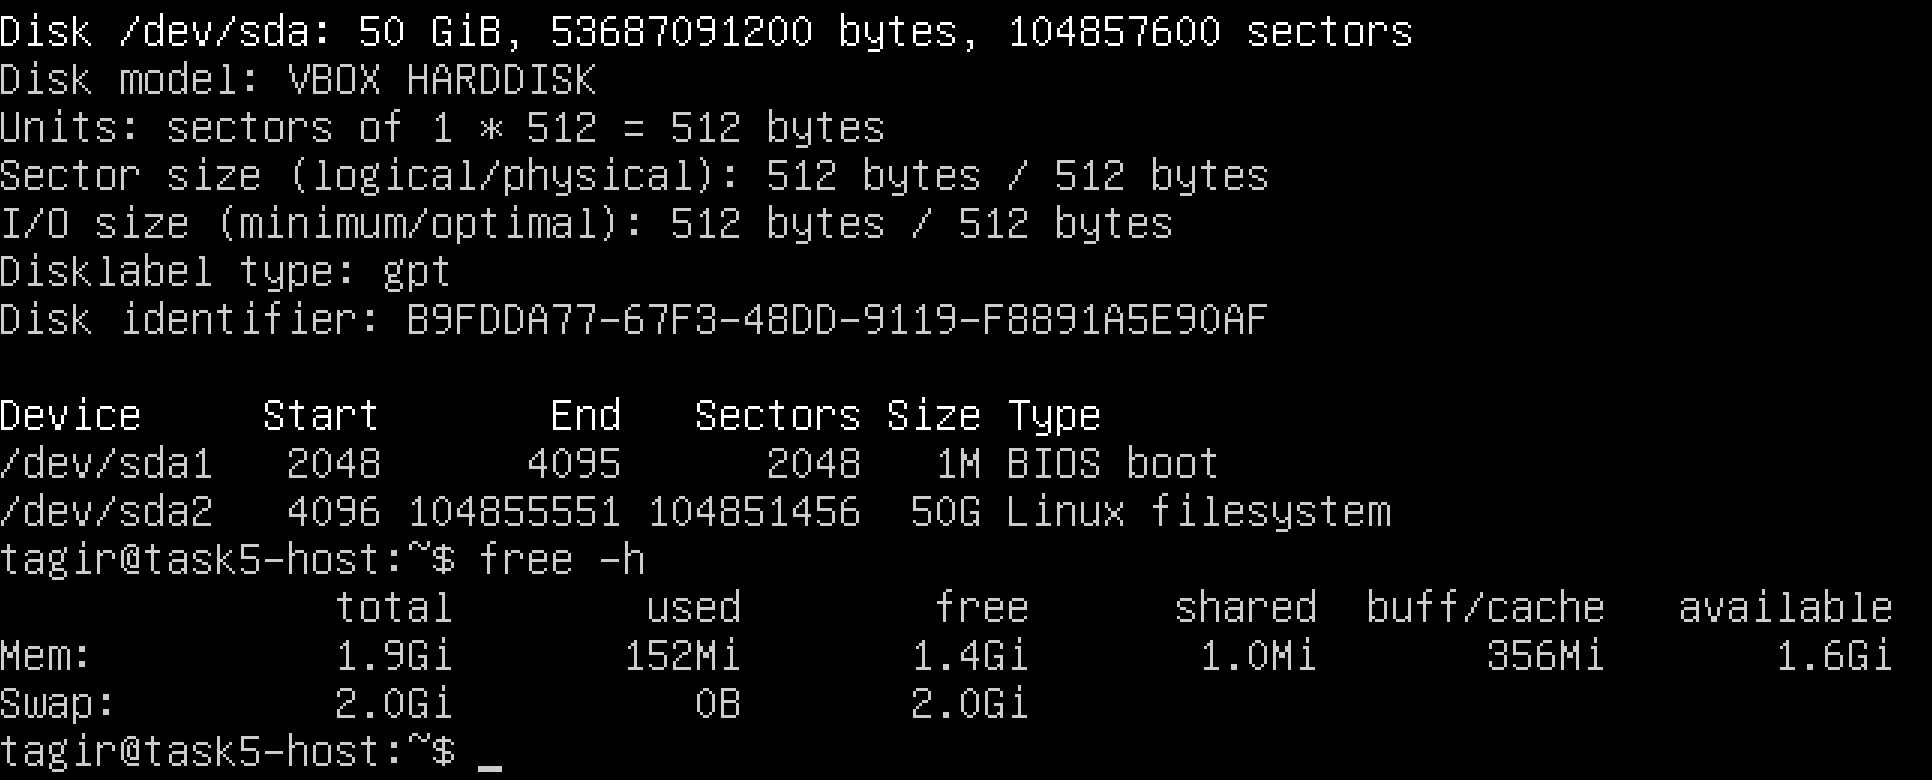 Disk /dev/sda: 50 GiB, 53687091200 bytes, 104857600 sectors
Disk model: VBOX HARDDISK
Units: sectors of 1 * 512 = 512 bytes
Sector size (logical/physical): 512 bytes / 512 bytes
I/O size (minimum/optimal): 512 bytes / 512 bytes
Disklabel type: gpt
Disk identifier: B9FDDA77-67F3-48DD-9119-F8891A5E90AF
Device     Start       End   Sectors Size Type
/dev/sda1   2048      4095      2048   1M BIOS boot
/dev/sda2   4096 104855551 104851456  50G Linux filesystem
tagir@task5-host:~$ free -h
              total        used        free      shared  buff/cache   available
Mem:          1.9Gi       152Mi       1.4Gi       1.0Mi       356Mi       1.6Gi
Swap:         2.0Gi          0B       2.0Gi
tagir@task5-host:~$ _